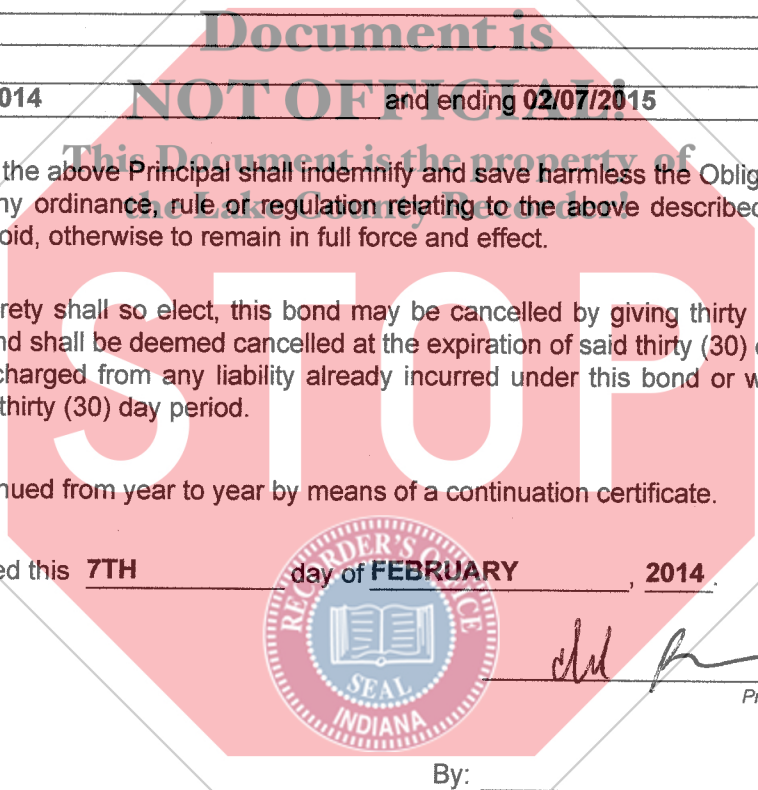 Document is
NOT OFFICIAL!
014 and ending 02/07/2015
This Document is the property of
the above Principal shall indemnify and save harmless the Oblig
the Lake County Recorder!
ny ordinance, rule or regulation relating to the above described
oid, otherwise to remain in full force and effect.
STOP
rety shall so elect, this bond may be cancelled by giving thirty
nd shall be deemed cancelled at the expiration of said thirty (30)
charged from any liability already incurred under this bond or w
thirty (30) day period.
nued from year to year by means of a continuation certificate.
ed this 7TH day of FEBRUARY, 2014.
RECORDER'S OFFICE
SEAL
INDIANA
Pr
By: